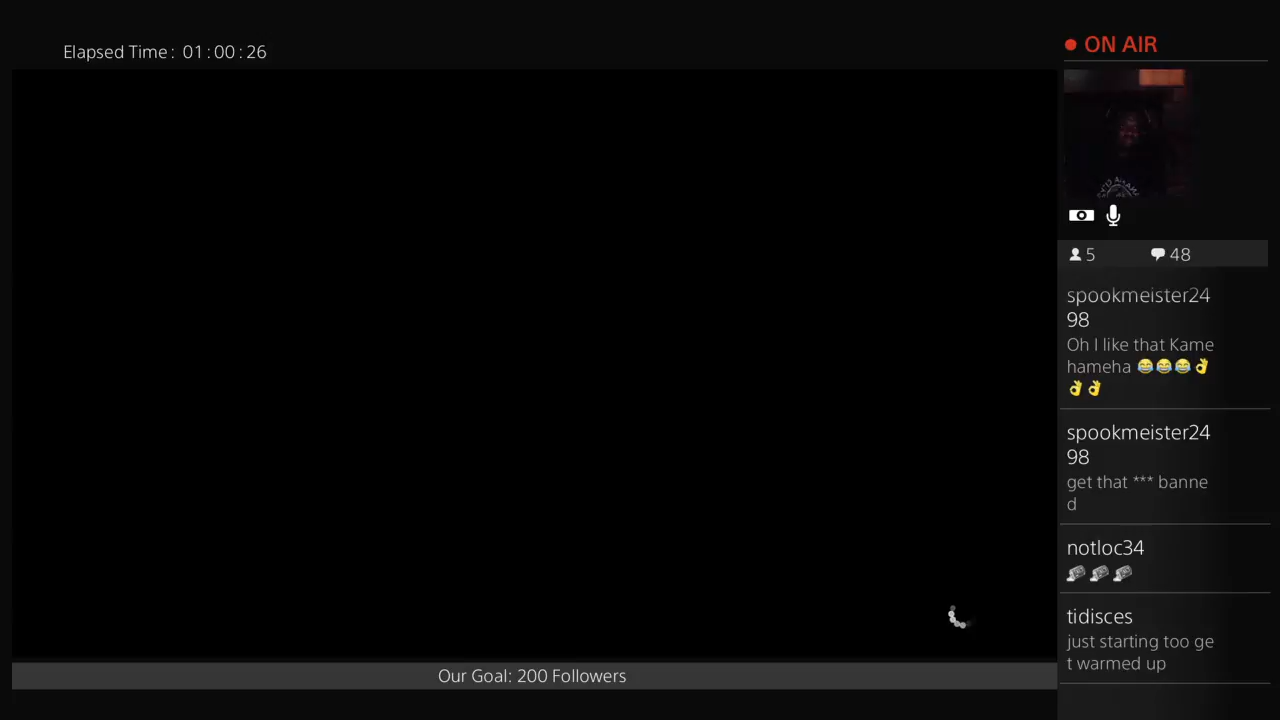 Elapsed Time: 01:00:26
ON AIR
5 48
spookmeister24
98
Oh I like that Kame
hameha 😂😂😂👌
👌👌
spookmeister24
98
get that *** banne
d
notloc34
tidisces
just starting too ge
t warmed up
Our Goal: 200 Followers